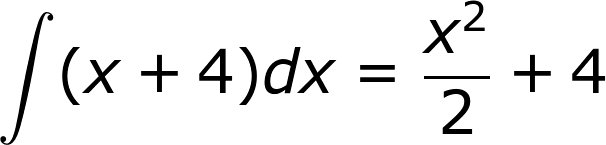 ∫(x + 4)dx = x²/2 + 4